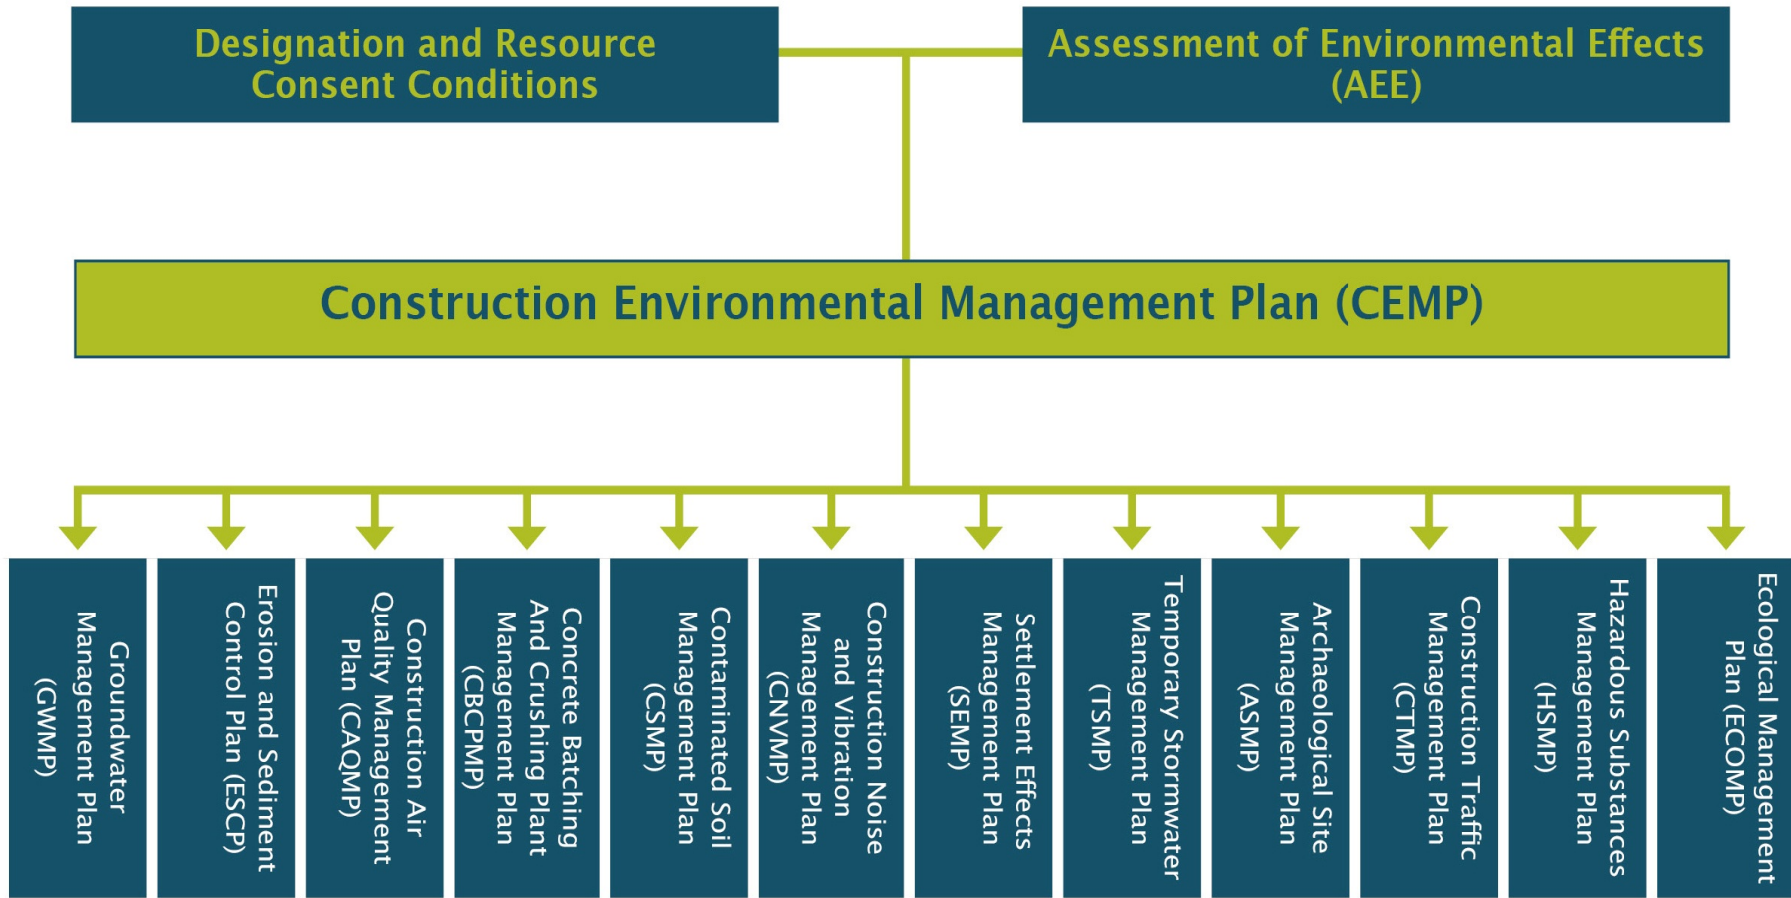 Designation and Resource
Consent Conditions
Assessment of Environmental Effects
(AEE)
Construction Environmental Management Plan (CEMP)
Groundwater
Management Plan
(GWMP)
Erosion and Sediment
Control Plan (ESCP)
Construction Air
Quality Management
Plan (CAQMP)
Concrete Batching
And Crushing Plant
Management Plan
(CBCPMP)
Contaminated Soil
Management Plan
(CSMP)
Construction Noise
and Vibration
Management Plan
(CNVMP)
Settlement Effects
Management Plan
(SEMP)
Temporary Stormwater
Management Plan
(TSMP)
Archaeological Site
Management Plan
(ASMP)
Construction Traffic
Management Plan
(CTMP)
Hazardous Substances
Management Plan
(HSMP)
Ecological Management
Plan (ECOMP)